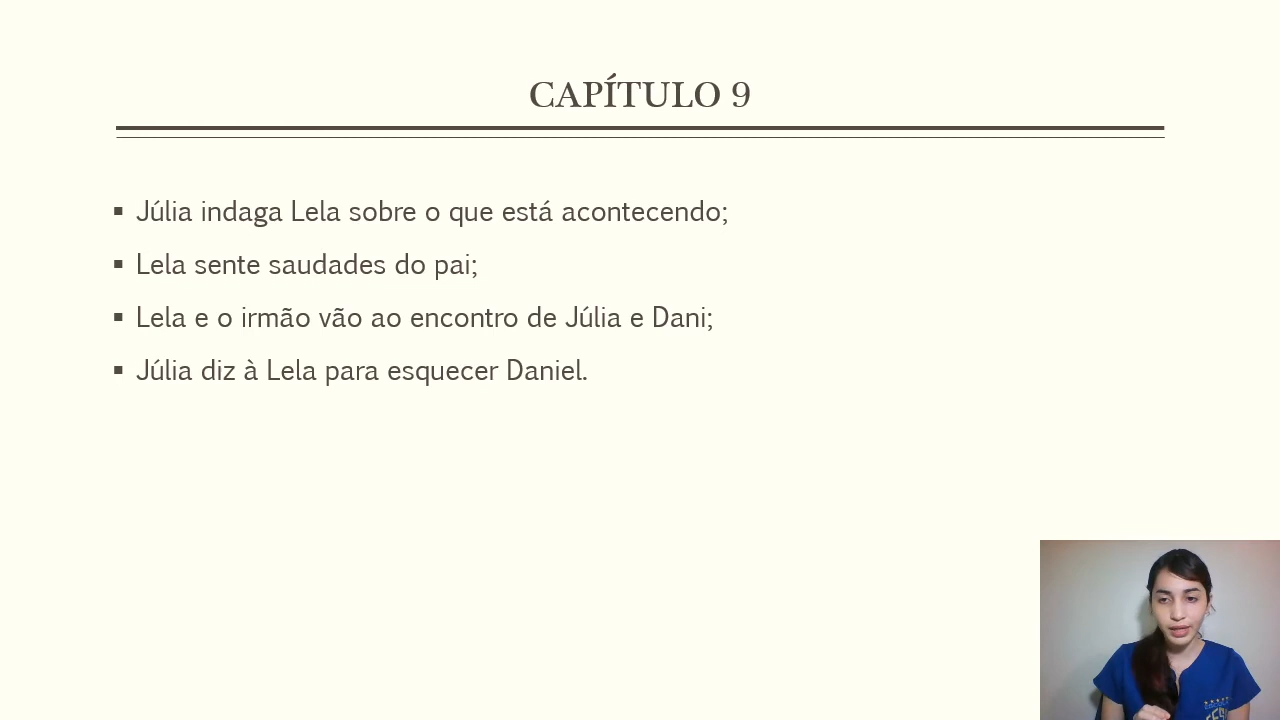 CAPÍTULO 9
▪ Júlia indaga Lela sobre o que está acontecendo;
▪ Lela sente saudades do pai;
▪ Lela e o irmão vão ao encontro de Júlia e Dani;
▪ Júlia diz à Lela para esquecer Daniel.